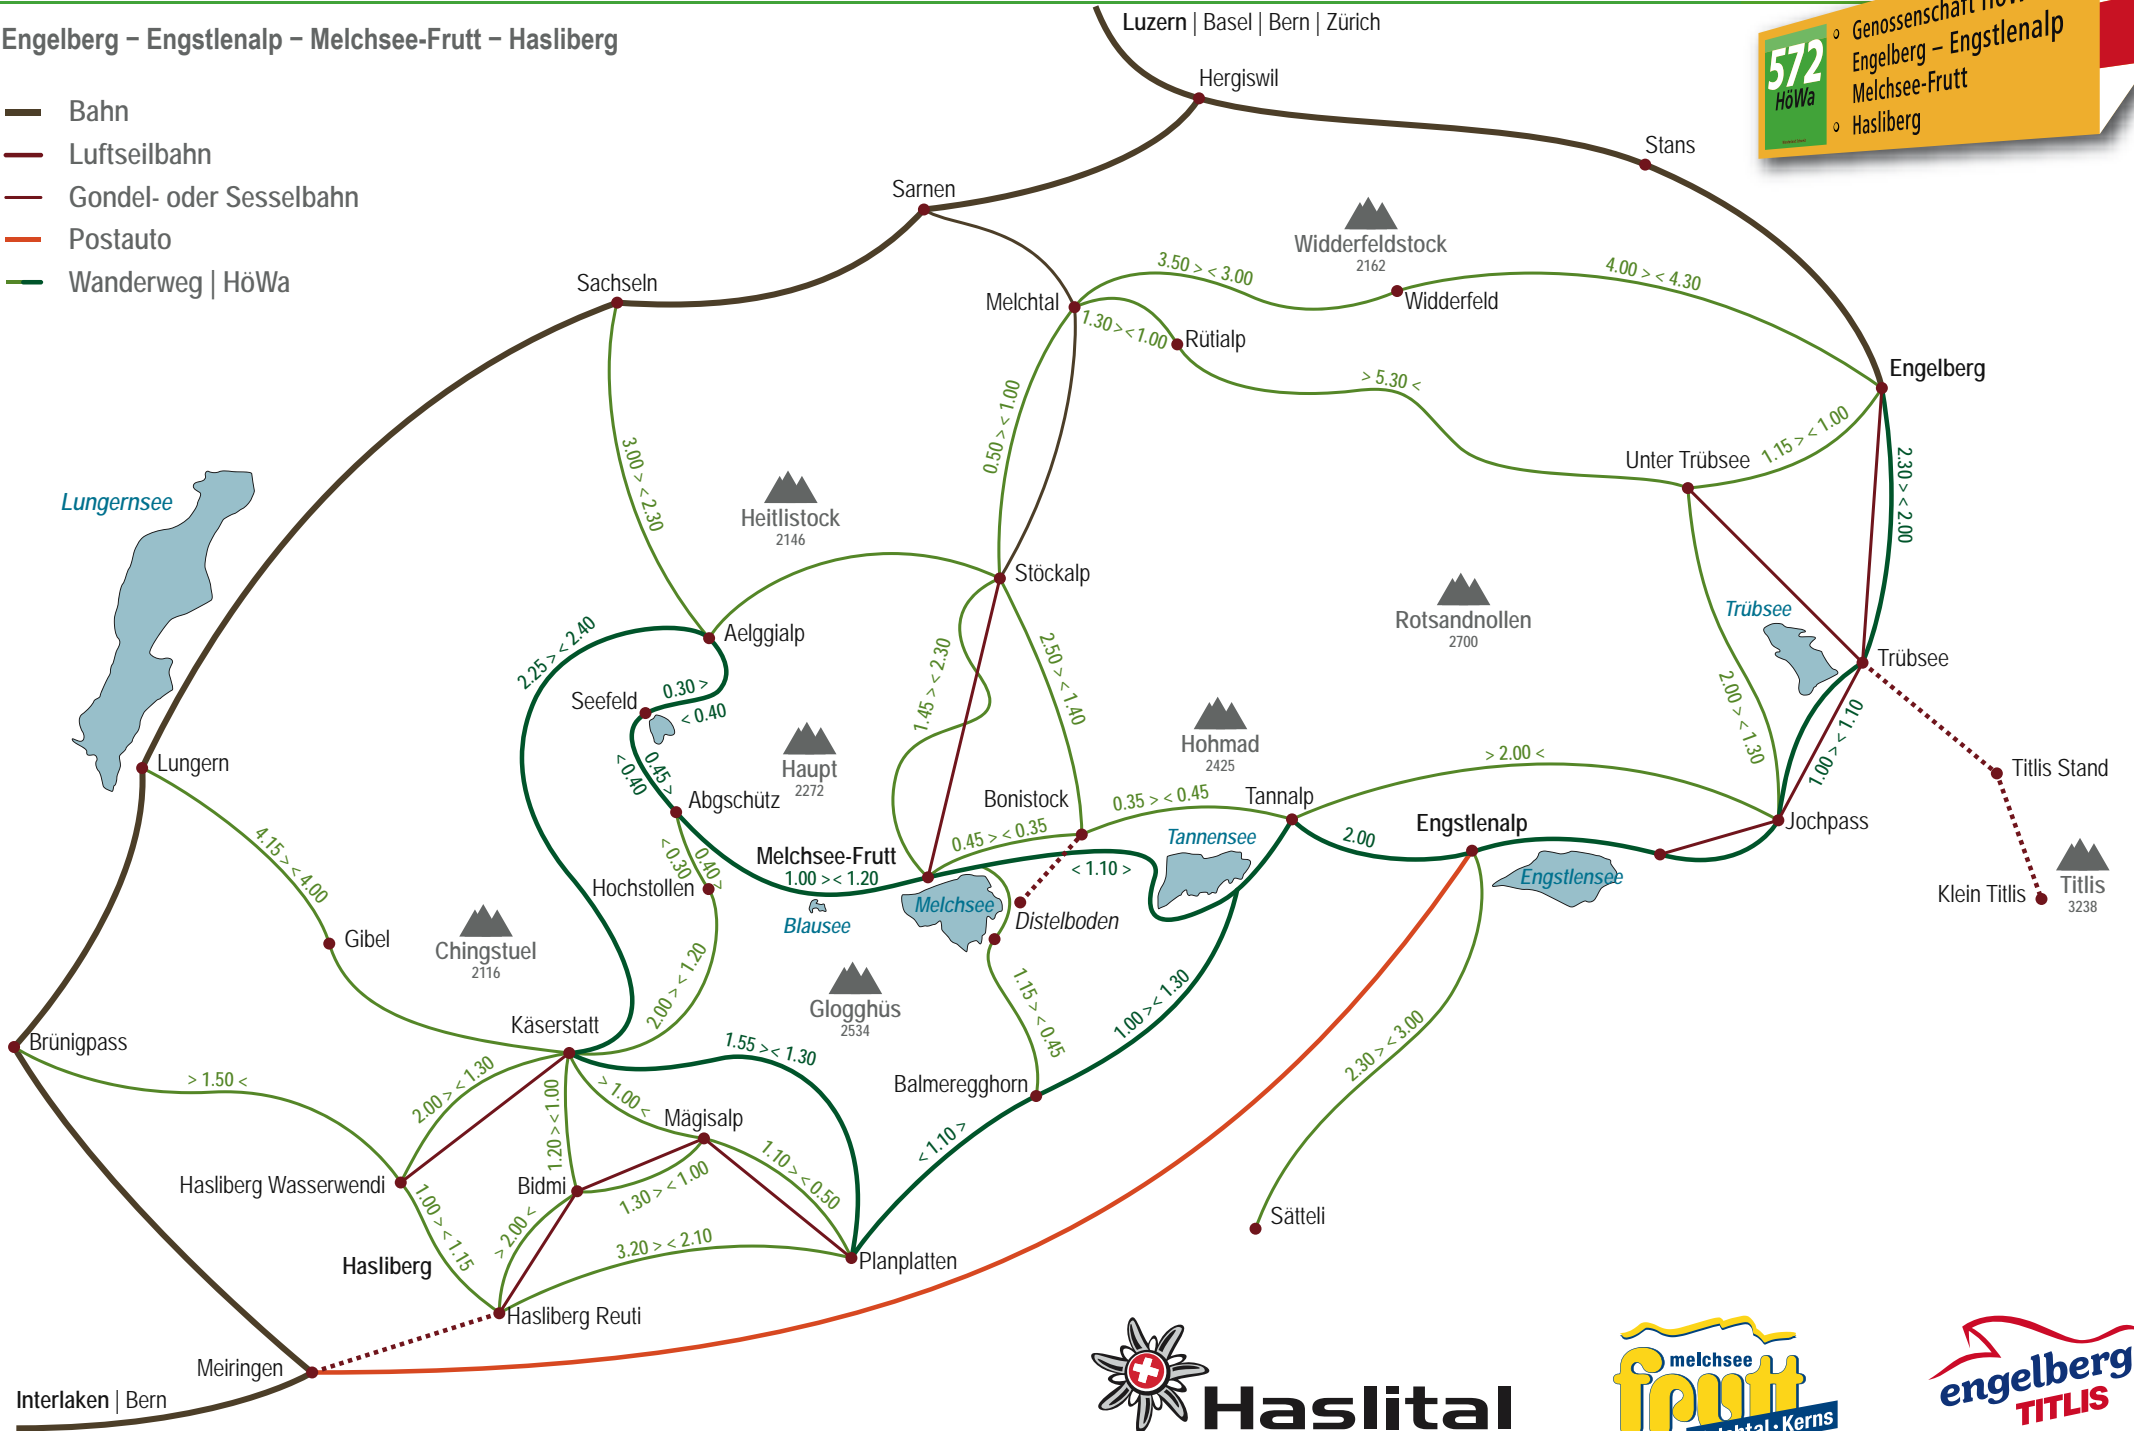 Engelberg – Engstlenalp – Melchsee-Frutt – Hasliberg
Luzern | Basel | Bern | Zürich
572
HöWa
Genossenschaft
Engelberg – Engstlenalp
Melchsee-Frutt
Hasliberg
Bahn
Luftseilbahn
Gondel- oder Sesselbahn
Postauto
Wanderweg | HöWa
Hergiswil
Stans
Sarnen
Widderfeldstock
2162
3.50 > < 3.00
4.00 > < 4.30
Sachseln
Melchtal
Widderfeld
1.30 > < 1.00
Rütialp
Engelberg
> 5.30 <
0.50 > < 1.00
1.15 > < 1.00
Unter Trübsee
3.00 > < 2.30
2.30 > < 2.00
Lungernsee
Heitlistock
2146
Stöckalp
Rotsandnollen
2700
Trübsee
Aelggialp
2.25 > < 2.40
Trübsee
Seefeld
0.30 >
< 0.40
1.45 > < 2.30
2.50 > < 1.40
2.00 > < 1.30
1.00 > < 1.10
Hohmad
2425
Haupt
2272
> 2.00 <
Lungern
0.45 >
< 0.40
Titlis Stand
Abgschütz
Bonistock
0.35 > < 0.45
Tannalp
Engstlenalp
Jochpass
4.15 > < 4.00
0.45 > < 0.35
Tannensee
2.00
Melchsee-Frutt
1.00 > < 1.20
< 0.30
0.40 >
< 1.10 >
Engstlensee
Titlis
3238
Hochstollen
Klein Titlis
Melchsee
Blausee
Distelboden
Gibel
Chingstuel
2116
2.00 > < 1.20
Glogghüs
2534
1.15 > < 0.45
1.00 > < 1.30
Käserstatt
Brünigpass
1.55 > < 1.30
2.30 > < 3.00
> 1.50 <
2.00 > < 1.30
1.20 > < 1.00
> 1.00 <
Balmeregghorn
Mägisalp
< 1.10 >
1.10 > < 0.50
Hasliberg Wasserwendi
Bidmi
1.30 > < 1.00
1.00 > < 1.15
> 2.00 <
Sätteli
3.20 > < 2.10
Hasliberg
Planplatten
Hasliberg Reuti
Meiringen
Interlaken | Bern
Haslital
melchsee
frutt
Kerns
engelberg
TITLIS